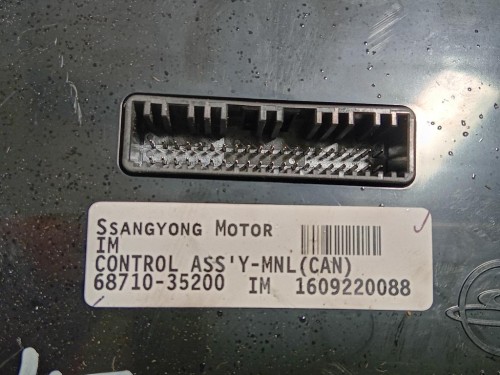 Ssangyong Motor
IM
CONTROL ASS'Y-MNL(CAN)
68710-35200 IM 1609220088